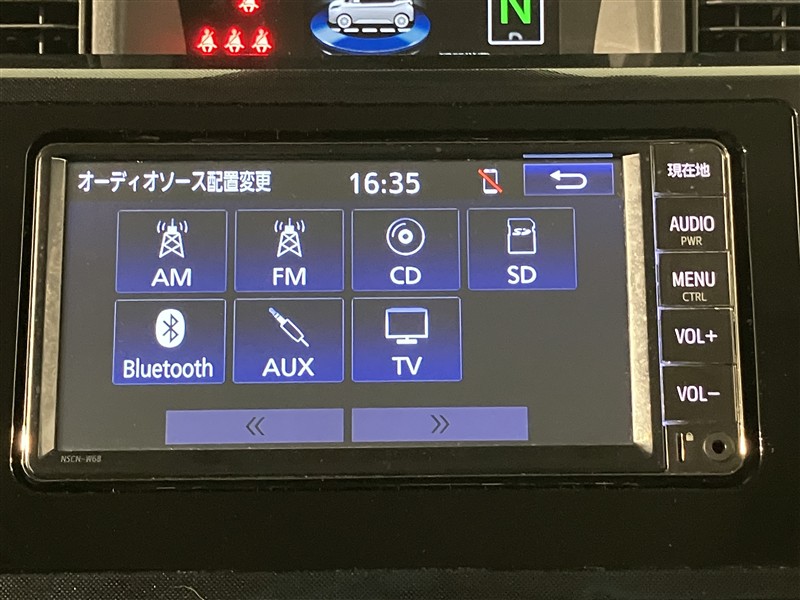 N
オーディオソース配置変更
16:35
現在地
AUDIO
PWR
AM
FM
CD
SD
MENU
CTRL
Bluetooth
AUX
TV
VOL+
VOL−
«
»
NSCN-W68